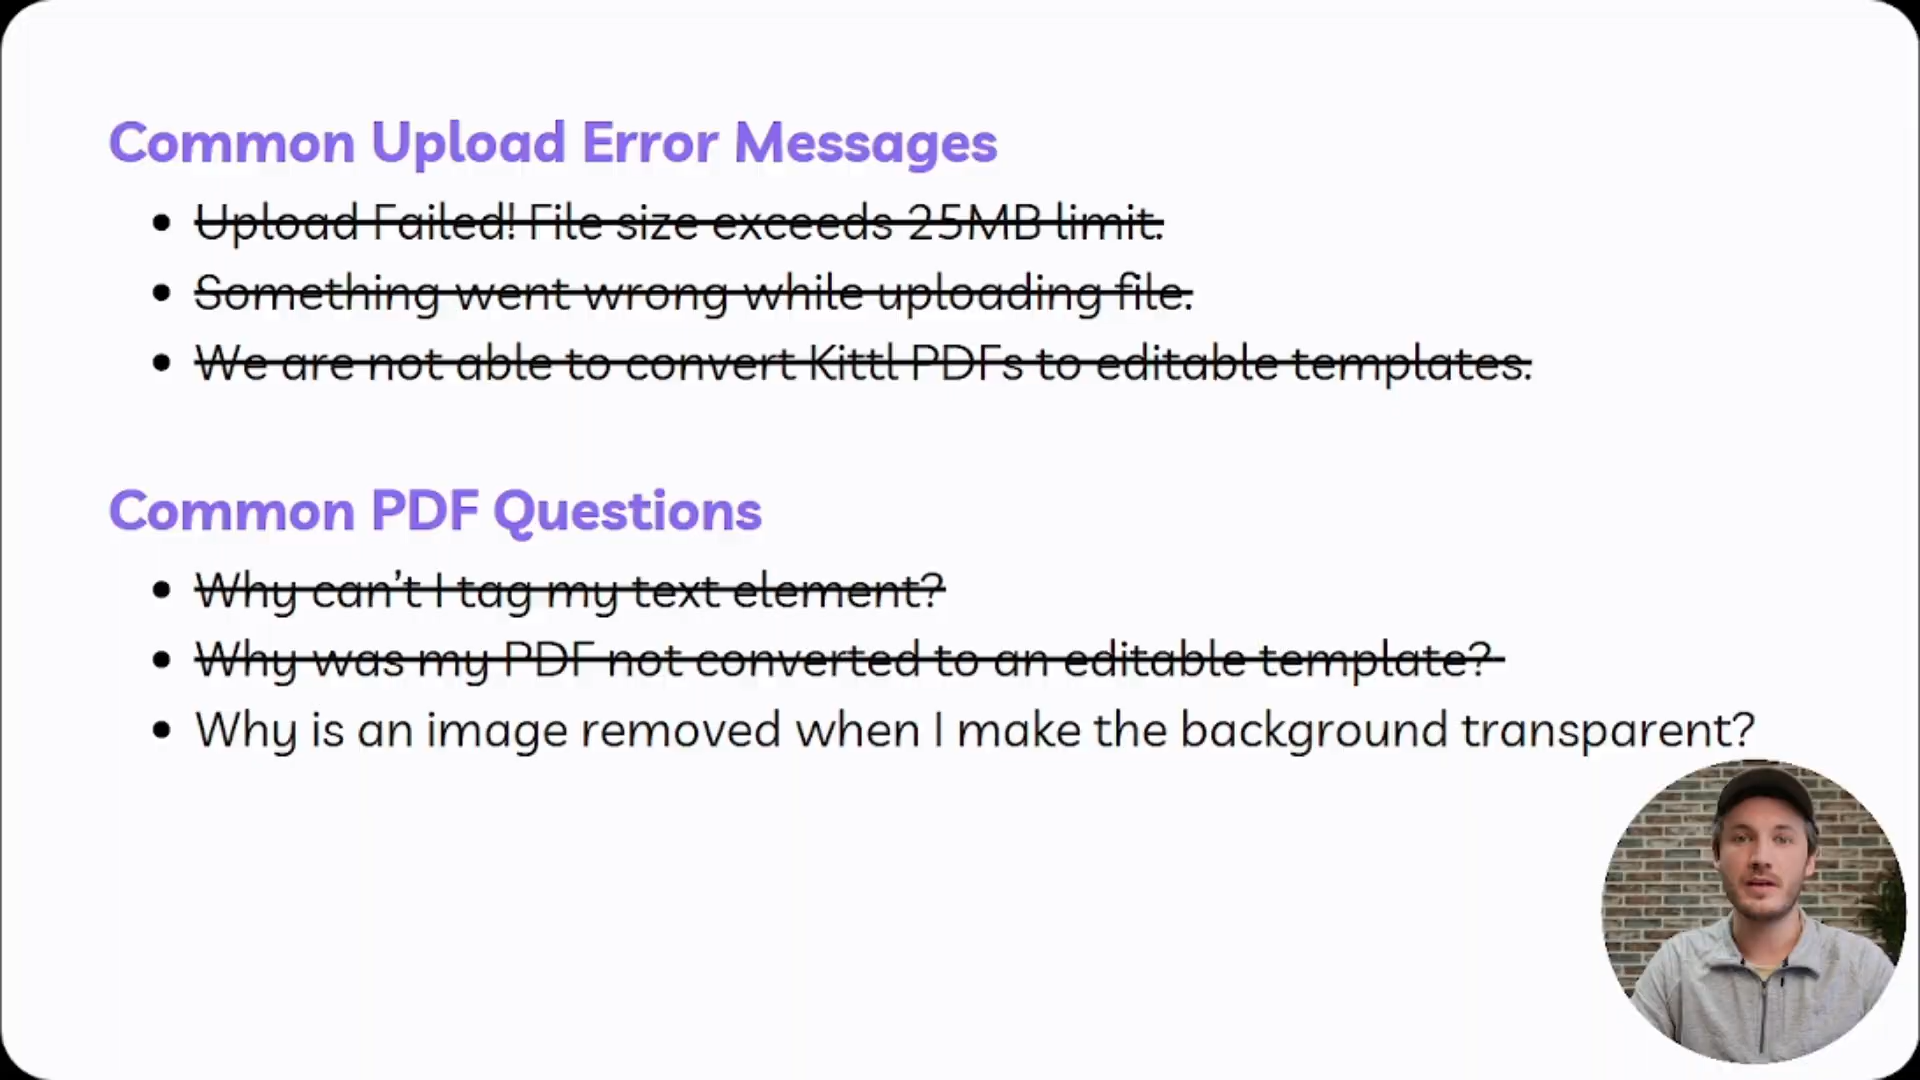 Common Upload Error Messages
Upload Failed! File size exceeds 25MB limit.
Something went wrong while uploading file.
We are not able to convert Kittl PDFs to editable templates.
Common PDF Questions
Why can't I tag my text element?
Why was my PDF not converted to an editable template?
Why is an image removed when I make the background transparent?